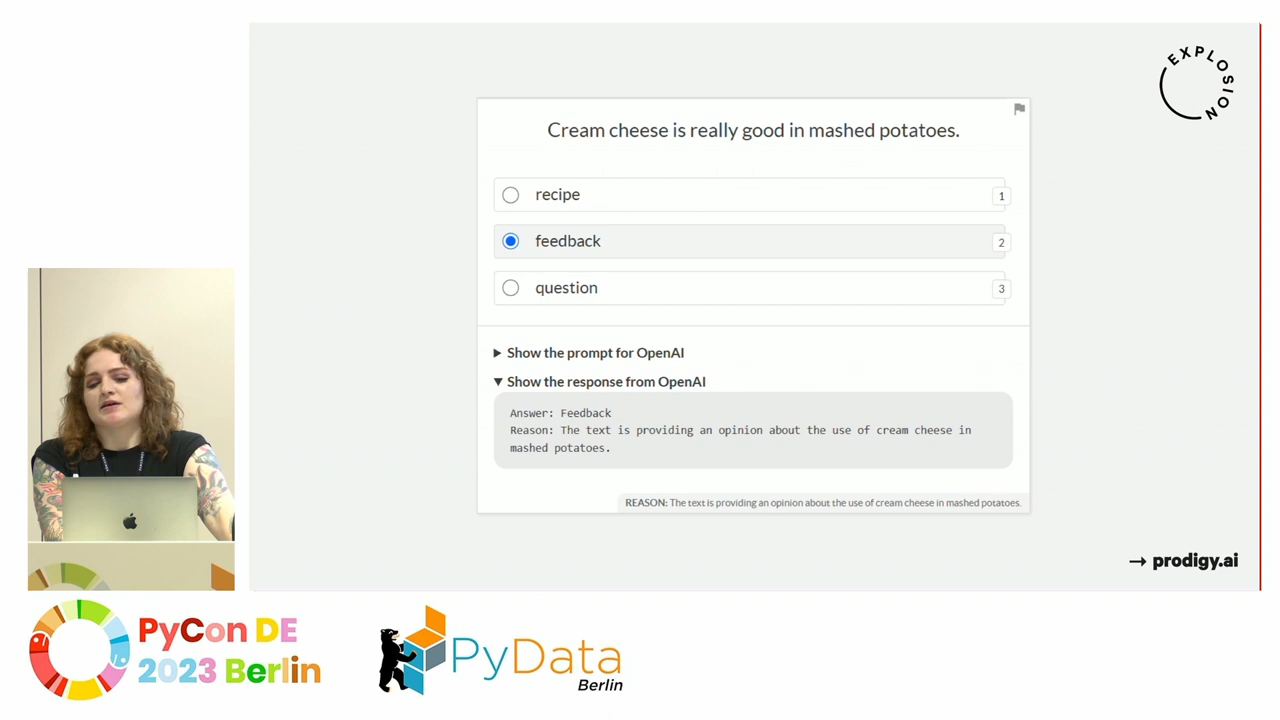 EXPLOSION
Cream cheese is really good in mashed potatoes.
recipe
1
feedback
2
question
3
Show the prompt for OpenAI
Show the response from OpenAI
Answer: Feedback
Reason: The text is providing an opinion about the use of cream cheese in
mashed potatoes.
REASON: The text is providing an opinion about the use of cream cheese in mashed potatoes.
→ prodigy.ai
PyCon DE
2023 Berlin
PyData
Berlin